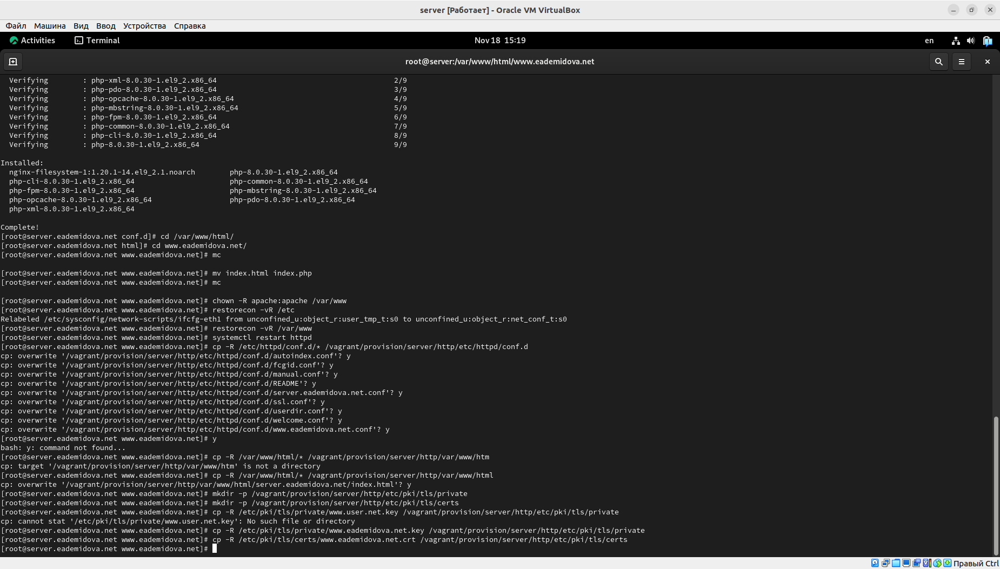 server [Работает] - Oracle VM VirtualBox
Файл Машина Вид Ввод Устройства Справка
Activities Terminal Nov 18 15:19 en
root@server:/var/www/html/www.eademidova.net
Verifying : php-xml-8.0.30-1.el9_2.x86_64 2/9
Verifying : php-pdo-8.0.30-1.el9_2.x86_64 3/9
Verifying : php-opcache-8.0.30-1.el9_2.x86_64 4/9
Verifying : php-mbstring-8.0.30-1.el9_2.x86_64 5/9
Verifying : php-fpm-8.0.30-1.el9_2.x86_64 6/9
Verifying : php-common-8.0.30-1.el9_2.x86_64 7/9
Verifying : php-cli-8.0.30-1.el9_2.x86_64 8/9
Verifying : php-8.0.30-1.el9_2.x86_64 9/9
Installed:
nginx-filesystem-1:1.20.1-14.el9_2.1.noarch php-8.0.30-1.el9_2.x86_64
php-cli-8.0.30-1.el9_2.x86_64 php-common-8.0.30-1.el9_2.x86_64
php-fpm-8.0.30-1.el9_2.x86_64 php-mbstring-8.0.30-1.el9_2.x86_64
php-opcache-8.0.30-1.el9_2.x86_64 php-pdo-8.0.30-1.el9_2.x86_64
php-xml-8.0.30-1.el9_2.x86_64
Complete!
[root@server.eademidova.net conf.d]# cd /var/www/html/
[root@server.eademidova.net html]# cd www.eademidova.net/
[root@server.eademidova.net www.eademidova.net]# mc
[root@server.eademidova.net www.eademidova.net]# mv index.html index.php
[root@server.eademidova.net www.eademidova.net]# mc
[root@server.eademidova.net www.eademidova.net]# chown -R apache:apache /var/www
[root@server.eademidova.net www.eademidova.net]# restorecon -vR /etc
Relabeled /etc/sysconfig/network-scripts/ifcfg-eth1 from unconfined_u:object_r:user_tmp_t:s0 to unconfined_u:object_r:net_conf_t:s0
[root@server.eademidova.net www.eademidova.net]# restorecon -vR /var/www
[root@server.eademidova.net www.eademidova.net]# systemctl restart httpd
[root@server.eademidova.net www.eademidova.net]# cp -R /etc/httpd/conf.d/* /vagrant/provision/server/http/etc/httpd/conf.d
cp: overwrite '/vagrant/provision/server/http/etc/httpd/conf.d/autoindex.conf'? y
cp: overwrite '/vagrant/provision/server/http/etc/httpd/conf.d/fcgid.conf'? y
cp: overwrite '/vagrant/provision/server/http/etc/httpd/conf.d/manual.conf'? y
cp: overwrite '/vagrant/provision/server/http/etc/httpd/conf.d/README'? y
cp: overwrite '/vagrant/provision/server/http/etc/httpd/conf.d/server.eademidova.net.conf'? y
cp: overwrite '/vagrant/provision/server/http/etc/httpd/conf.d/ssl.conf'? y
cp: overwrite '/vagrant/provision/server/http/etc/httpd/conf.d/userdir.conf'? y
cp: overwrite '/vagrant/provision/server/http/etc/httpd/conf.d/welcome.conf'? y
cp: overwrite '/vagrant/provision/server/http/etc/httpd/conf.d/www.eademidova.net.conf'? y
[root@server.eademidova.net www.eademidova.net]# y
bash: y: command not found...
[root@server.eademidova.net www.eademidova.net]# cp -R /var/www/html/* /vagrant/provision/server/http/var/www/htm
cp: target '/vagrant/provision/server/http/var/www/htm' is not a directory
[root@server.eademidova.net www.eademidova.net]# cp -R /var/www/html/* /vagrant/provision/server/http/var/www/html
cp: overwrite '/vagrant/provision/server/http/var/www/html/server.eademidova.net/index.html'? y
[root@server.eademidova.net www.eademidova.net]# mkdir -p /vagrant/provision/server/http/etc/pki/tls/private
[root@server.eademidova.net www.eademidova.net]# mkdir -p /vagrant/provision/server/http/etc/pki/tls/certs
[root@server.eademidova.net www.eademidova.net]# cp -R /etc/pki/tls/private/www.user.net.key /vagrant/provision/server/http/etc/pki/tls/private
cp: cannot stat '/etc/pki/tls/private/www.user.net.key': No such file or directory
[root@server.eademidova.net www.eademidova.net]# cp -R /etc/pki/tls/private/www.eademidova.net.key /vagrant/provision/server/http/etc/pki/tls/private
[root@server.eademidova.net www.eademidova.net]# cp -R /etc/pki/tls/certs/www.eademidova.net.crt /vagrant/provision/server/http/etc/pki/tls/certs
[root@server.eademidova.net www.eademidova.net]#
Правый Ctrl